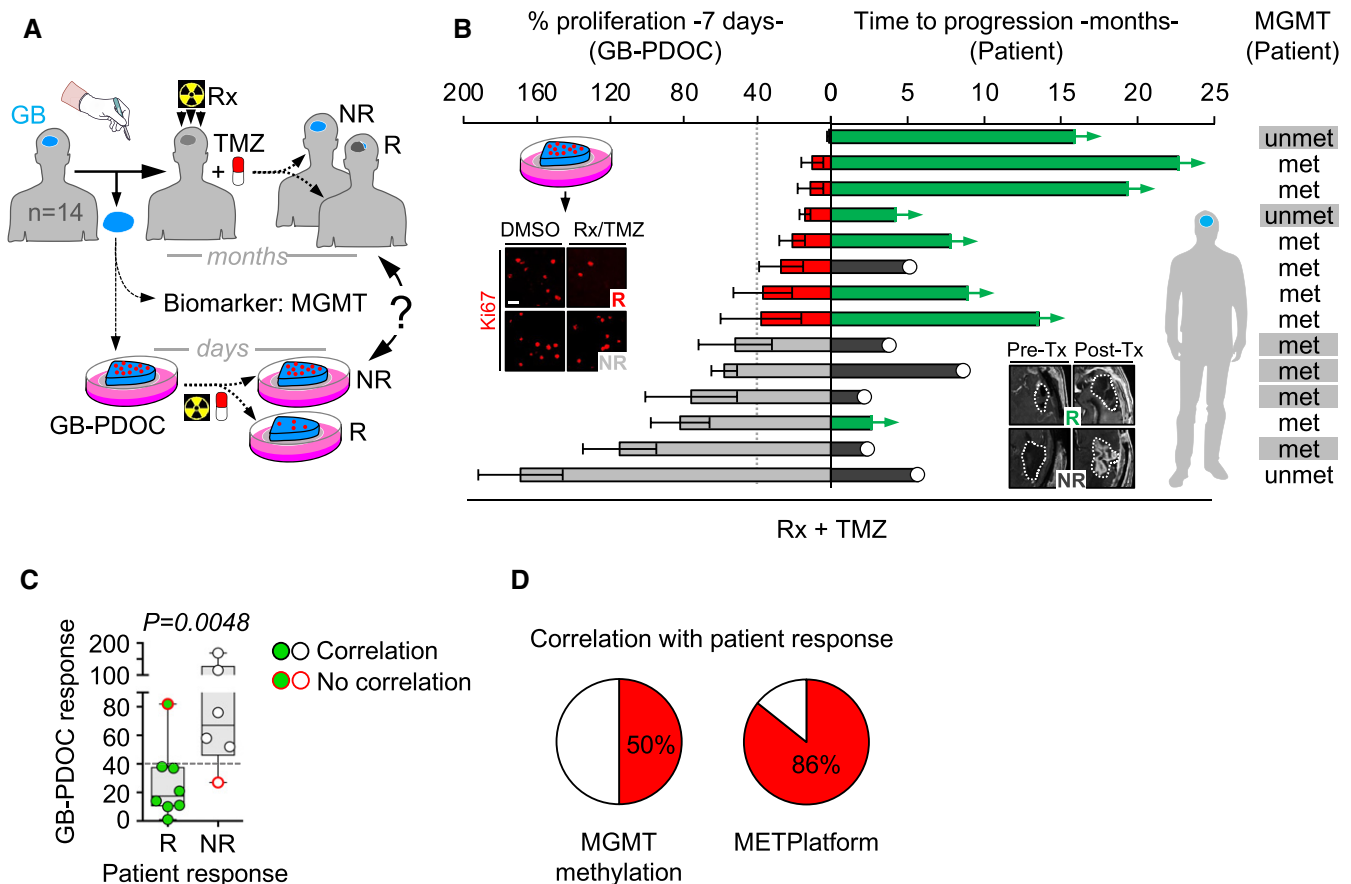 A
GB
n=14
Rx
TMZ
+
NR
R
months
Biomarker: MGMT
?
days
GB-PDOC
NR
R
B
% proliferation -7 days-
(GB-PDOC)
Time to progression -months-
(Patient)
MGMT
(Patient)
200 160 120 80 40 0 5 10 15 20 25
DMSO Rx/TMZ
Ki67
R
NR
Pre-Tx Post-Tx
R
NR
unmet
met
met
unmet
met
met
met
met
met
met
met
met
met
unmet
Rx + TMZ
C
P=0.0048
GB-PDOC response
200
100
80
60
40
20
0
R NR
Patient response
Correlation
No correlation
D
Correlation with patient response
50%
86%
MGMT
methylation
METPlatform